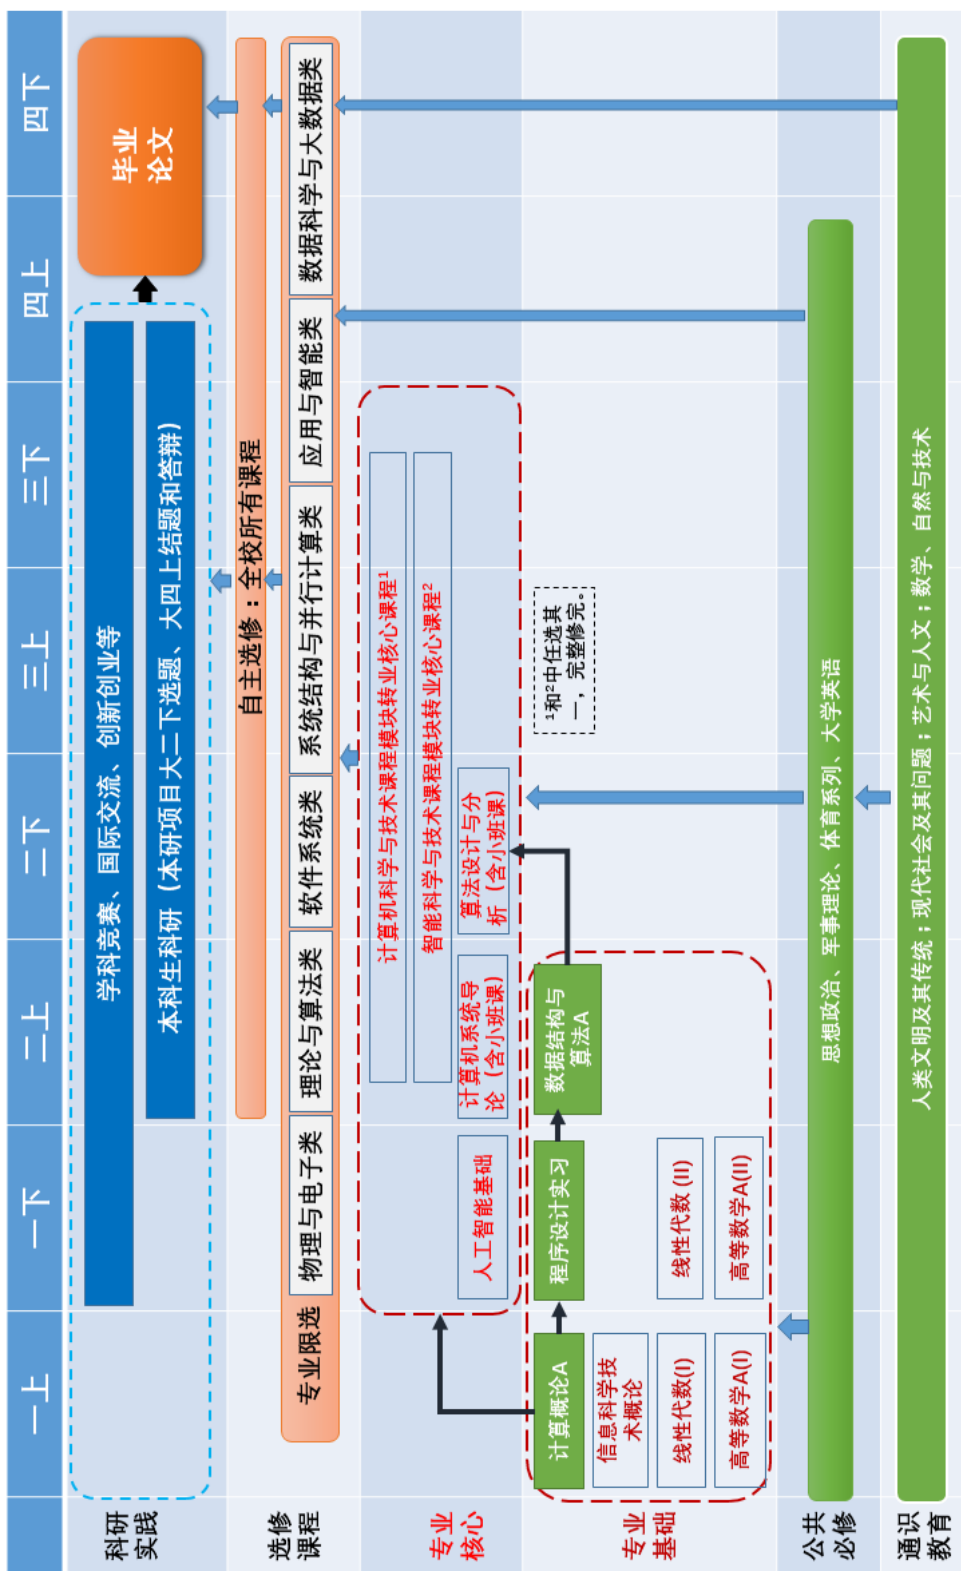 一上
一下
二上
二下
三上
三下
四上
四下
科研
实践
学科竞赛、国际交流、创新创业等
本科生科研（本研项目大二下选题、大四上结题和答辩）
毕业
论文
选修
课程
自主选修：全校所有课程
专业限选
物理与电子类
理论与算法类
软件系统类
系统结构与并行计算类
应用与智能类
数据科学与大数据类
专业
核心
计算机科学与技术课程模块转业核心课程1
智能科学与技术课程模块转业核心课程2
人工智能基础
计算机系统导
论（含小班课）
算法设计与分
析（含小班课）
专业
基础
计算概论A
程序设计实习
数据结构与
算法A
1和2中任选其
一，完整修完。
信息科学技
术概论
线性代数(I)
线性代数 (II)
高等数学A(I)
高等数学A(II)
公共
必修
思想政治、军事理论、体育系列、大学英语
通识
教育
人类文明及其传统；现代社会及其问题；艺术与人文；数学、自然与技术